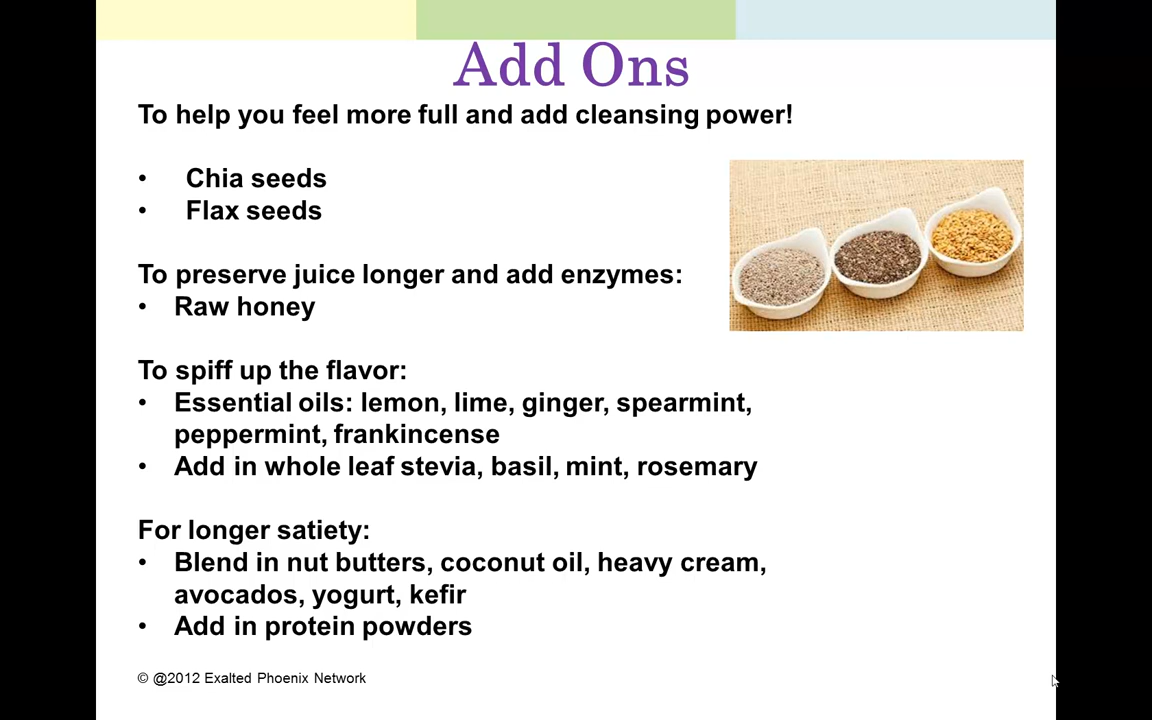 Add Ons
To help you feel more full and add cleansing power!
• Chia seeds
• Flax seeds
To preserve juice longer and add enzymes:
• Raw honey
To spiff up the flavor:
• Essential oils: lemon, lime, ginger, spearmint,
peppermint, frankincense
• Add in whole leaf stevia, basil, mint, rosemary
For longer satiety:
• Blend in nut butters, coconut oil, heavy cream,
avocados, yogurt, kefir
• Add in protein powders
© @2012 Exalted Phoenix Network